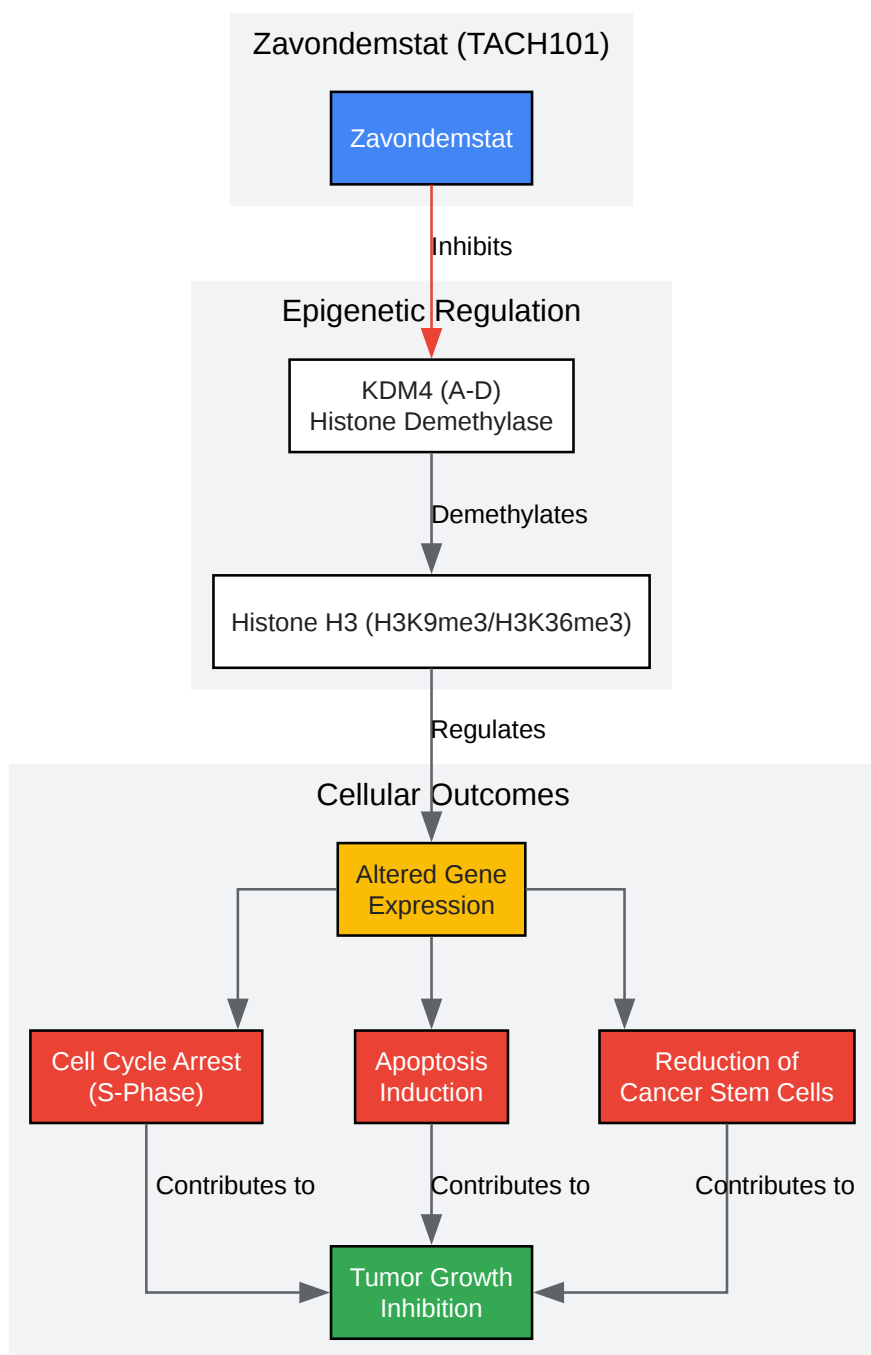 Zavondemstat (TACH101)
Zavondemstat
Inhibits
Epigenetic Regulation
KDM4 (A-D)
Histone Demethylase
Demethylates
Histone H3 (H3K9me3/H3K36me3)
Regulates
Cellular Outcomes
Altered Gene
Expression
Cell Cycle Arrest
(S-Phase)
Apoptosis
Induction
Reduction of
Cancer Stem Cells
Contributes to
Contributes to
Contributes to
Tumor Growth
Inhibition